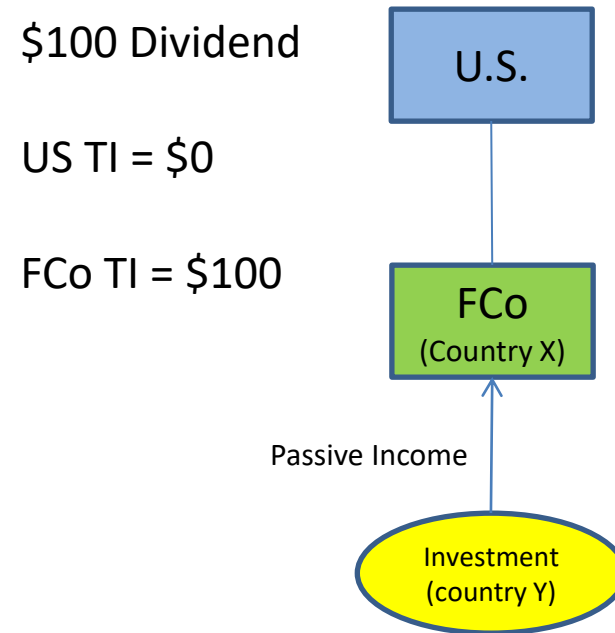 $100 Dividend
US TI = $0
FCo TI = $100
U.S.
FCo
(Country X)
Passive Income
Investment
(country Y)